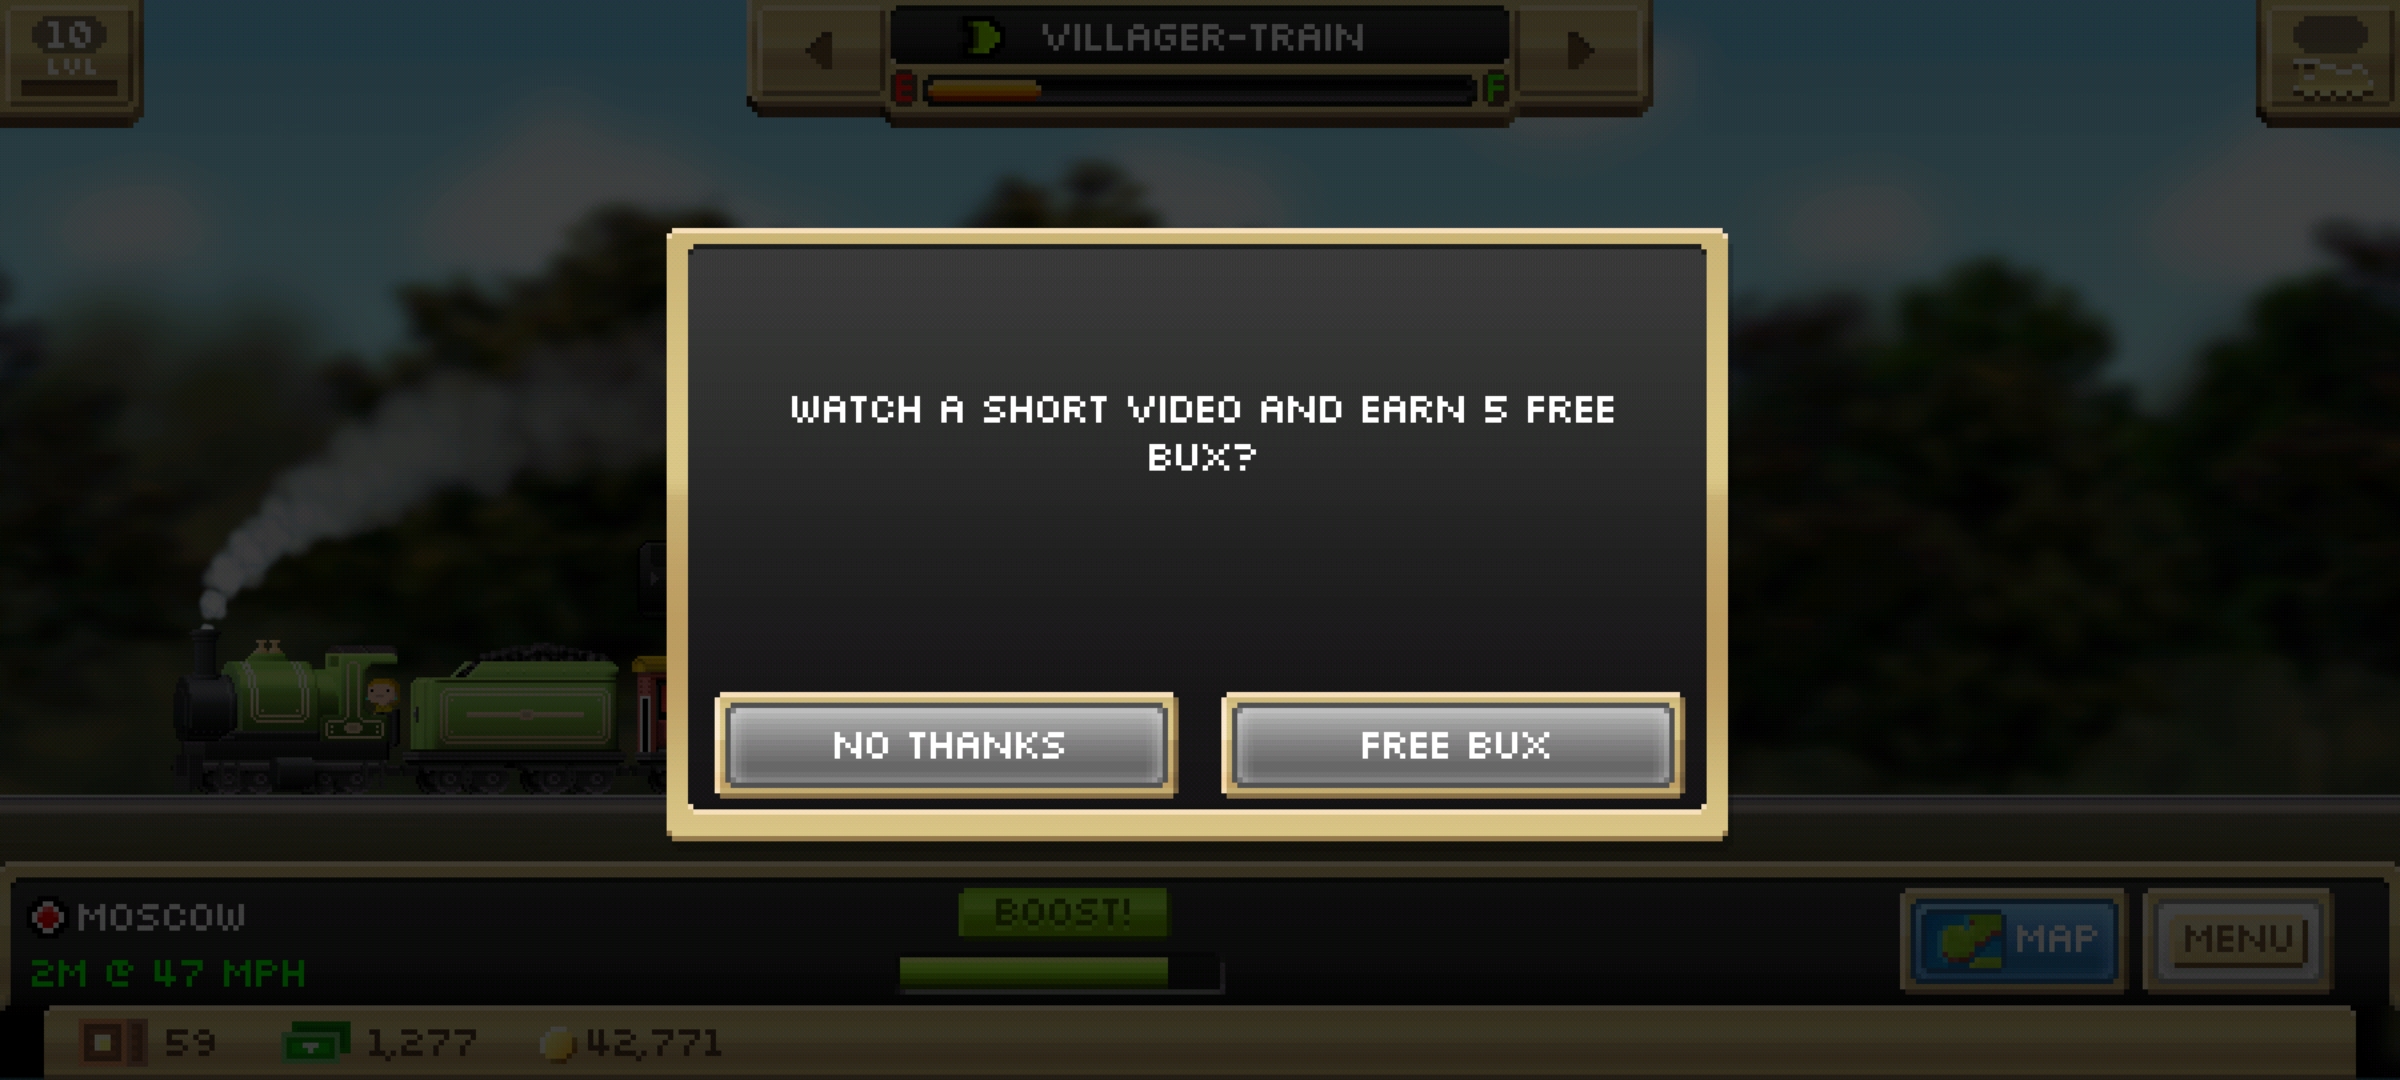 10
LVL
VILLAGER-TRAIN
E
F
WATCH A SHORT VIDEO AND EARN 5 FREE
BUX?
NO THANKS
FREE BUX
MOSCOW
2M @ 47 MPH
BOOST!
MAP
MENU
59
1,277
42,771